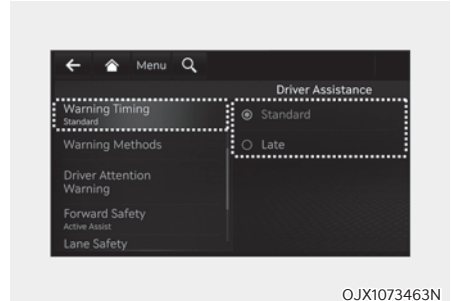 Menu
Driver Assistance
Warning Timing
Standard
Warning Methods
Driver Attention
Warning
Forward Safety
Active Assist
Lane Safety
Standard
Late
OJX1073463N